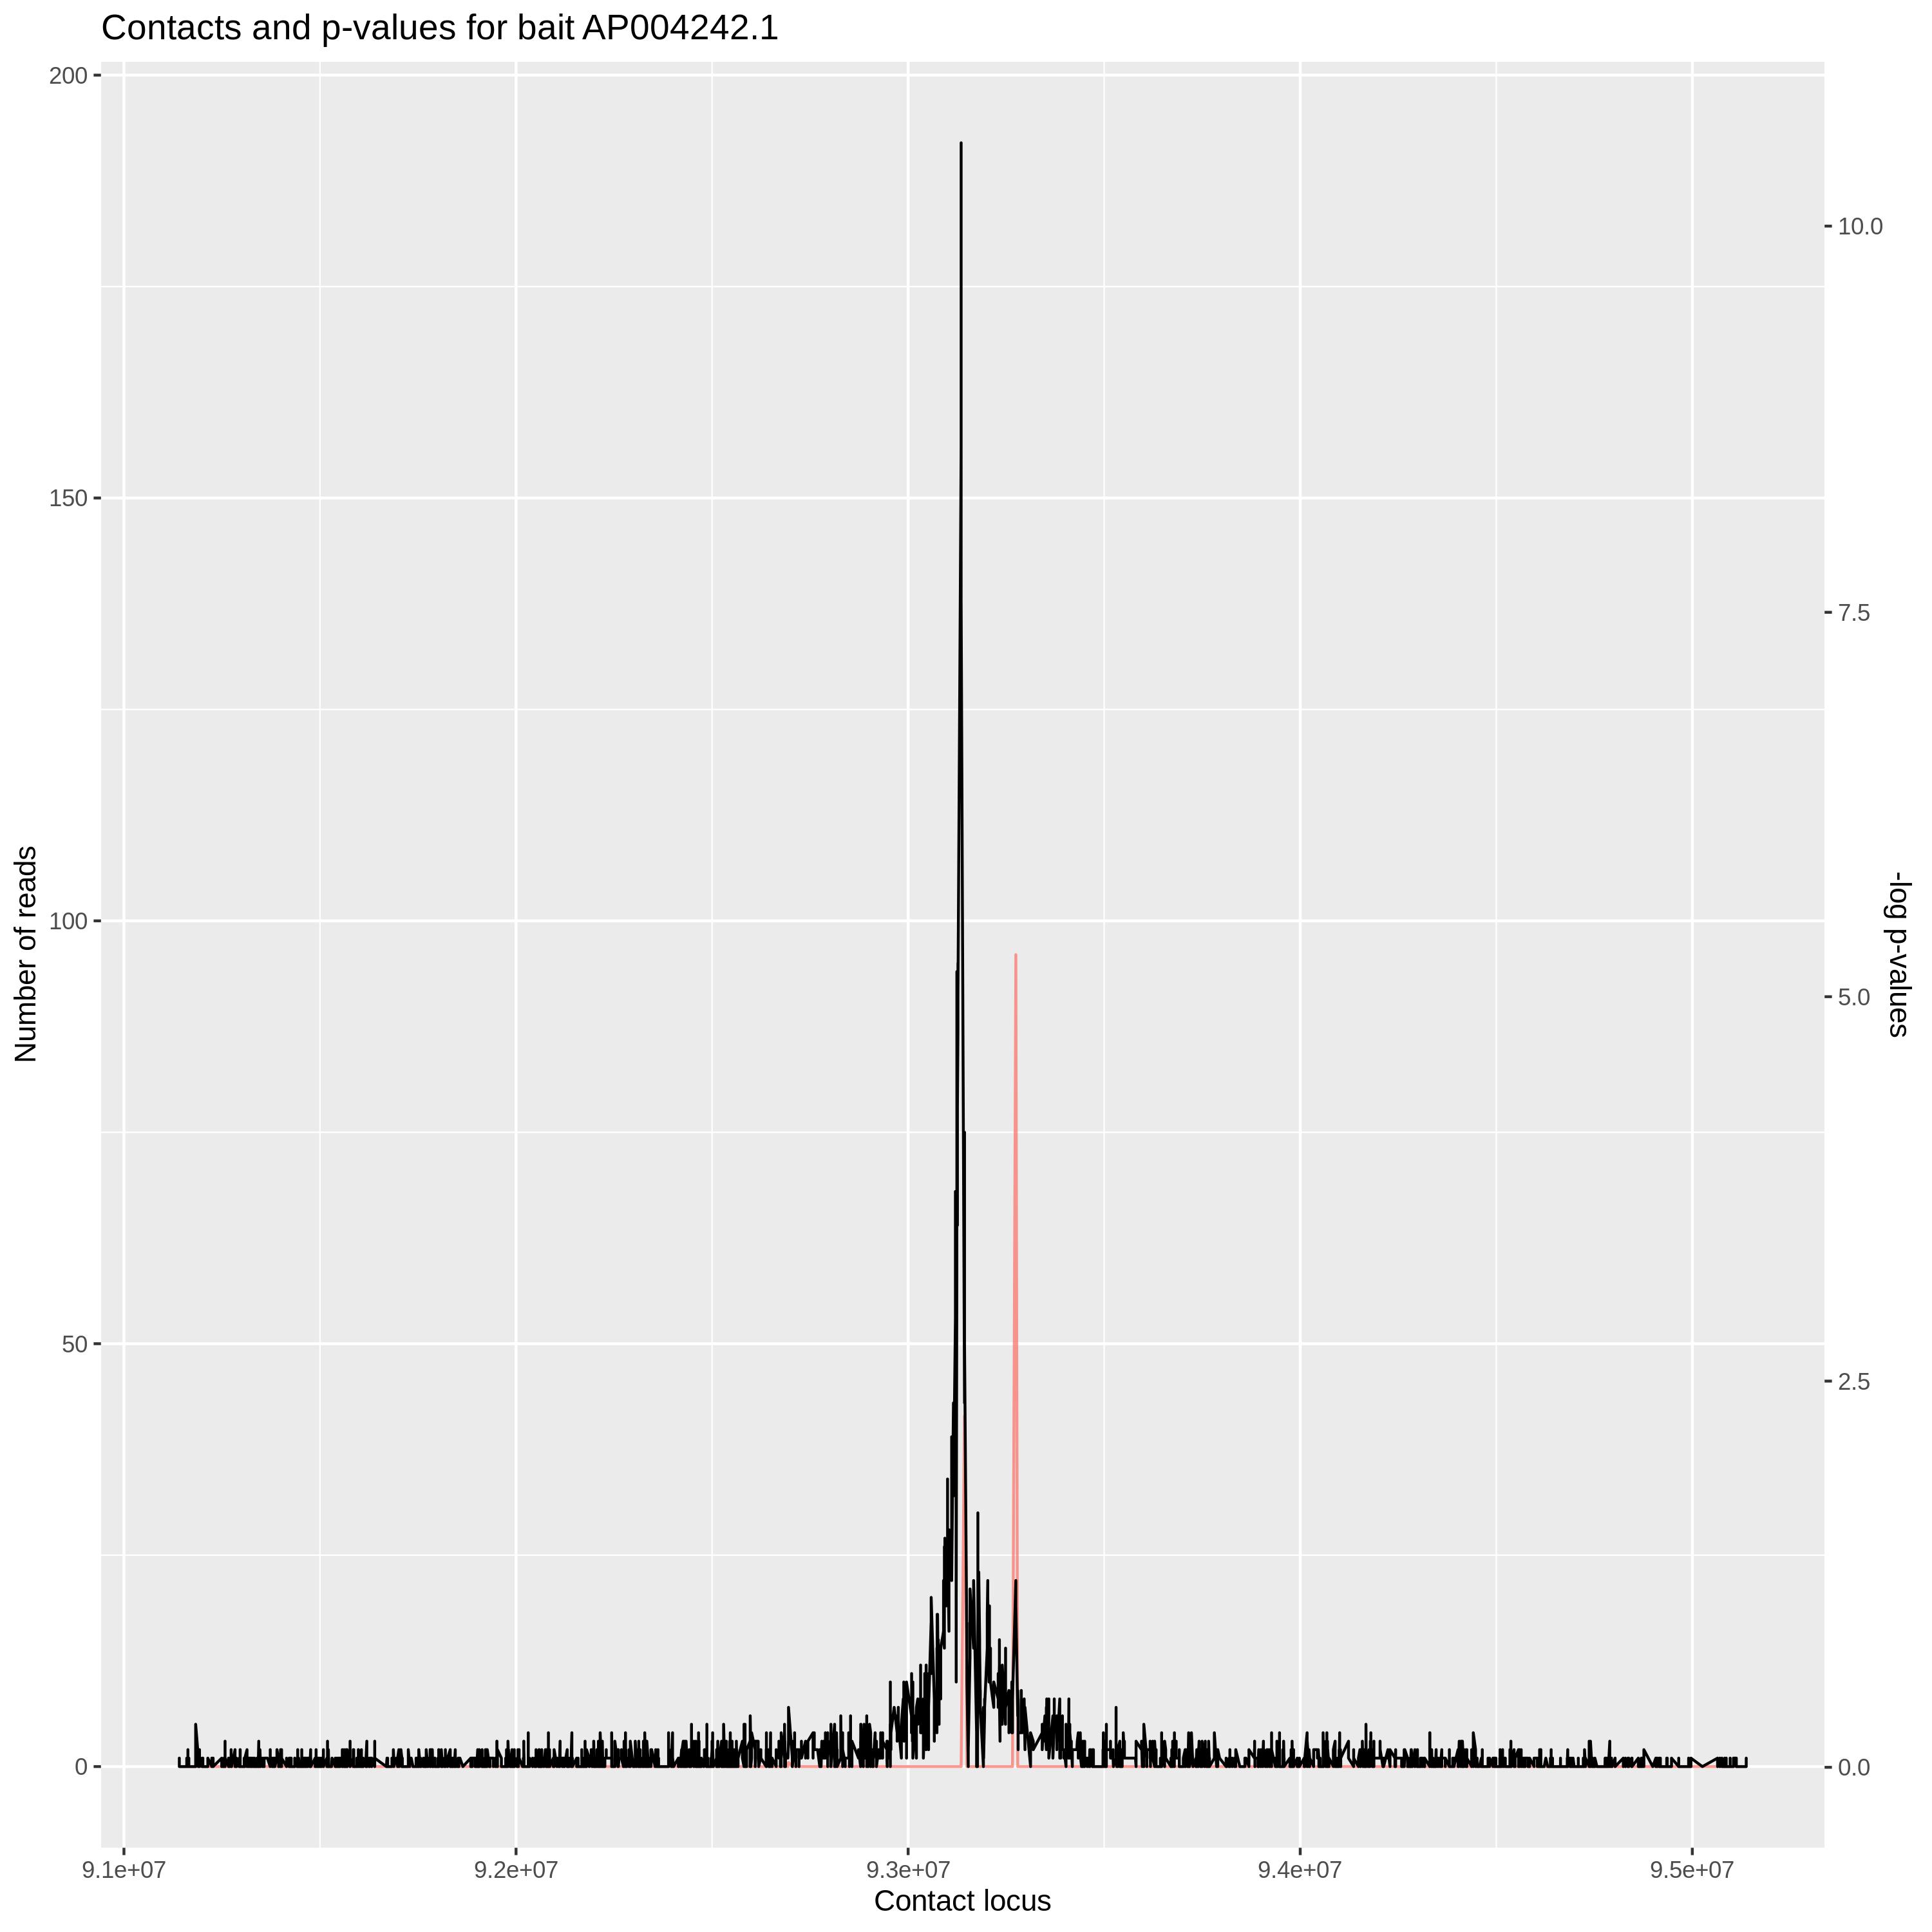 Contacts and p-values for bait AP004242.1
200
150
100
50
0
Number of reads
10.0
7.5
5.0
2.5
0.0
-log p-values
9.1e+07 9.2e+07 9.3e+07 9.4e+07 9.5e+07
Contact locus